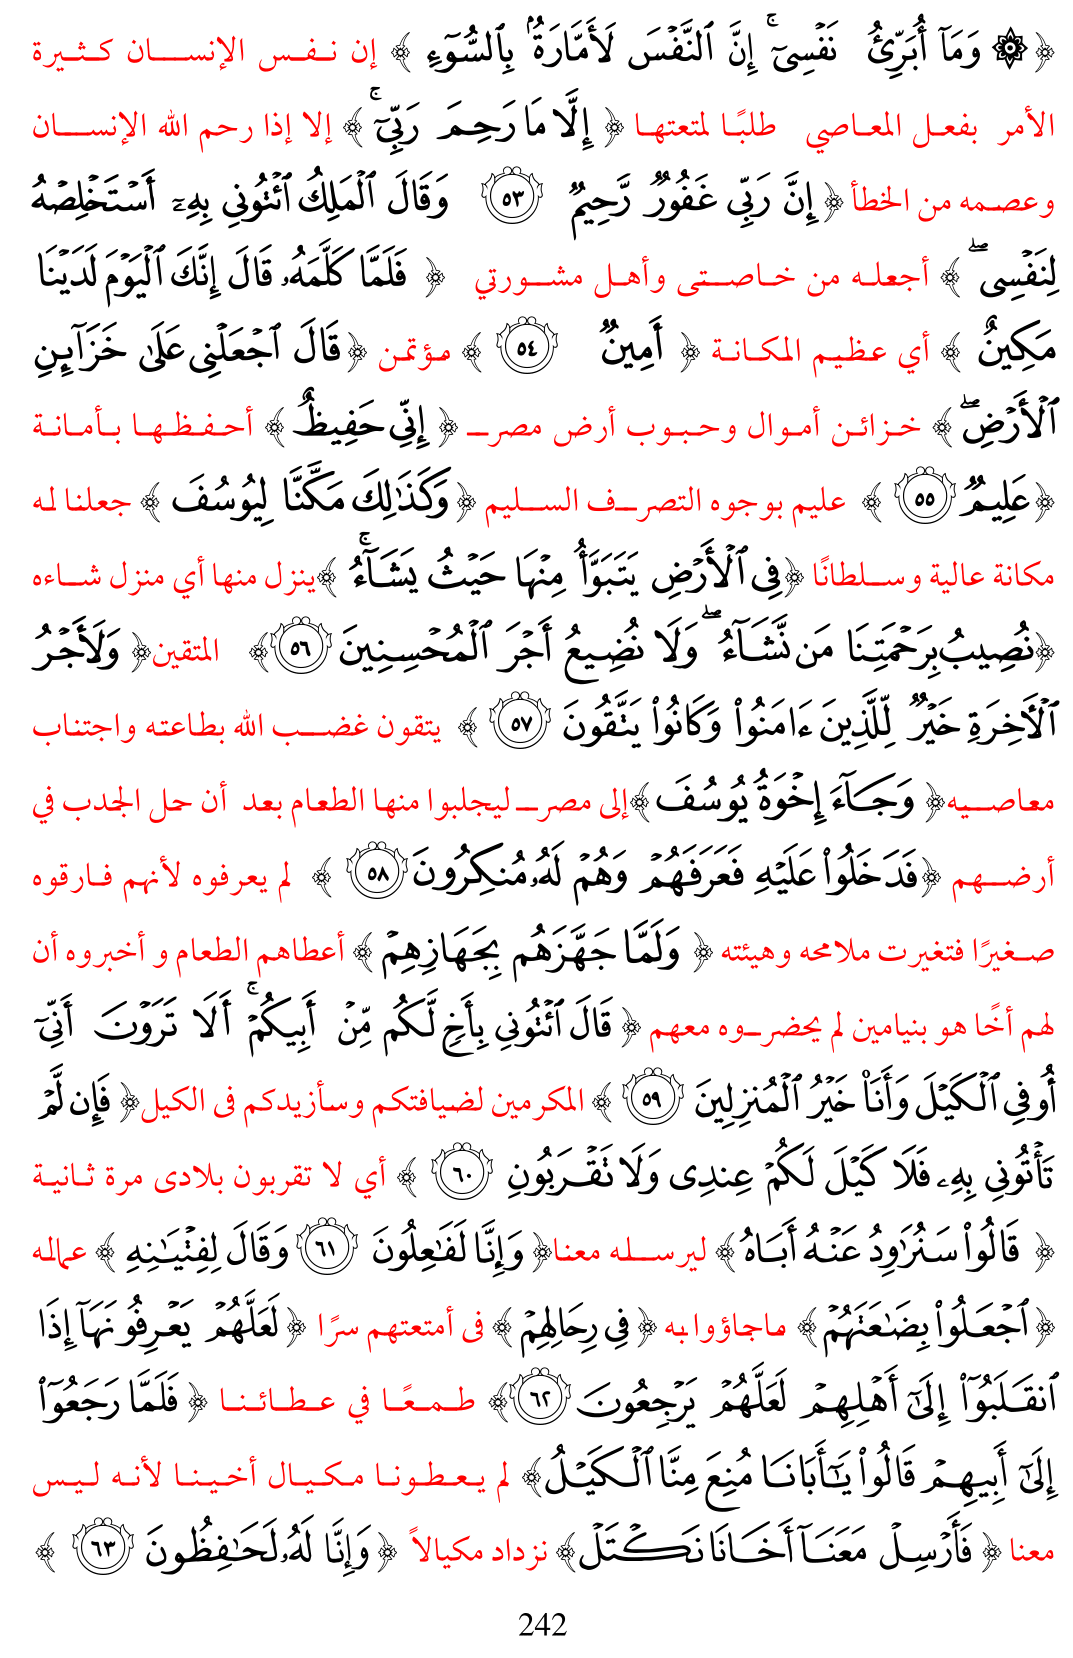 ﴿ ۞ وَمَآ أُبَرِّئُ نَفْسِىٓ ۚ إِنَّ ٱلنَّفْسَ لَأَمَّارَةٌۢ بِٱلسُّوٓءِ ﴾ إن نفس الإنسان كثيرة
الأمر بفعل المعاصي طلبًا لمتعتها ﴿ إِلَّا مَا رَحِمَ رَبِّىٓ ۚ ﴾ إلا إذا رحم الله الإنسان
وعصمه من الخطأ ﴿ إِنَّ رَبِّى غَفُورٌ رَّحِيمٌ ٥٣ وَقَالَ ٱلْمَلِكُ ٱئْتُونِى بِهِۦٓ أَسْتَخْلِصْهُ
لِنَفْسِى ۖ ﴾ أجعله من خاصتى وأهل مشورتي ﴿ فَلَمَّا كَلَّمَهُۥ قَالَ إِنَّكَ ٱلْيَوْمَ لَدَيْنَا
مَكِينٌ ﴾ أي عظيم المكانة ﴿ أَمِينٌ ٥٤ ﴾ مؤتمن ﴿ قَالَ ٱجْعَلْنِى عَلَىٰ خَزَآئِنِ
ٱلْأَرْضِ ۖ ﴾ خزائن أموال وحبوب أرض مصر ﴿ إِنِّى حَفِيظٌ ﴾ أحفظها بأمانة
﴿ عَلِيمٌ ٥٥ ﴾ عليم بوجوه التصرف السليم ﴿ وَكَذَٰلِكَ مَكَّنَّا لِيُوسُفَ ﴾ جعلنا له
مكانة عالية وسلطانًا ﴿ فِى ٱلْأَرْضِ يَتَبَوَّأُ مِنْهَا حَيْثُ يَشَآءُ ۚ ﴾ ينزل منها أي منزل شاءه
﴿ نُصِيبُ بِرَحْمَتِنَا مَن نَّشَآءُ ۖ وَلَا نُضِيعُ أَجْرَ ٱلْمُحْسِنِينَ ٥٦ ﴾ المتقين ﴿ وَلَأَجْرُ
ٱلْأَخِرَةِ خَيْرٌ لِّلَّذِينَ ءَامَنُوا۟ وَكَانُوا۟ يَتَّقُونَ ٥٧ ﴾ يتقون غضب الله بطاعته واجتناب
معاصيه ﴿ وَجَآءَ إِخْوَةُ يُوسُفَ ﴾ إلى مصر ليجلبوا منها الطعام بعد أن حل الجدب في
أرضهم ﴿ فَدَخَلُوا۟ عَلَيْهِ فَعَرَفَهُمْ وَهُمْ لَهُۥ مُنكِرُونَ ٥٨ ﴾ لم يعرفوه لأنهم فارقوه
صغيرًا فتغيرت ملامحه وهيئته ﴿ وَلَمَّا جَهَّزَهُم بِجَهَازِهِمْ ﴾ أعطاهم الطعام و أخبروه أن
لهم أخًا هو بنيامين لم يحضروه معهم ﴿ قَالَ ٱئْتُونِى بِأَخٍ لَّكُم مِّنْ أَبِيكُمْ ۚ أَلَا تَرَوْنَ أَنِّىٓ
أُوفِى ٱلْكَيْلَ وَأَنَا۠ خَيْرُ ٱلْمُنزِلِينَ ٥٩ ﴾ المكرمين لضيافتكم وسأزيدكم فى الكيل ﴿ فَإِن لَّمْ
تَأْتُونِى بِهِۦ فَلَا كَيْلَ لَكُمْ عِندِى وَلَا تَقْرَبُونِ ٦٠ ﴾ أي لا تقربون بلادى مرة ثانية
﴿ قَالُوا۟ سَنُرَٰوِدُ عَنْهُ أَبَاهُ ﴾ ليرسله معنا ﴿ وَإِنَّا لَفَٰعِلُونَ ٦١ وَقَالَ لِفِتْيَٰنِهِ ﴾ عماله
﴿ ٱجْعَلُوا۟ بِضَٰعَتَهُمْ ﴾ ماجاؤوا به ﴿ فِى رِحَالِهِمْ ﴾ فى أمتعتهم سرًا ﴿ لَعَلَّهُمْ يَعْرِفُونَهَآ إِذَا
ٱنقَلَبُوٓا۟ إِلَىٰٓ أَهْلِهِمْ لَعَلَّهُمْ يَرْجِعُونَ ٦٢ ﴾ طمعًا في عطائنا ﴿ فَلَمَّا رَجَعُوٓا۟
إِلَىٰٓ أَبِيهِمْ قَالُوا۟ يَٰٓأَبَانَا مُنِعَ مِنَّا ٱلْكَيْلُ ﴾ لم يعطونا مكيال أخينا لأنه ليس
معنا ﴿ فَأَرْسِلْ مَعَنَآ أَخَانَا نَكْتَلْ ﴾ نزداد مكيالاً ﴿ وَإِنَّا لَهُۥ لَحَٰفِظُونَ ٦٣ ﴾
242